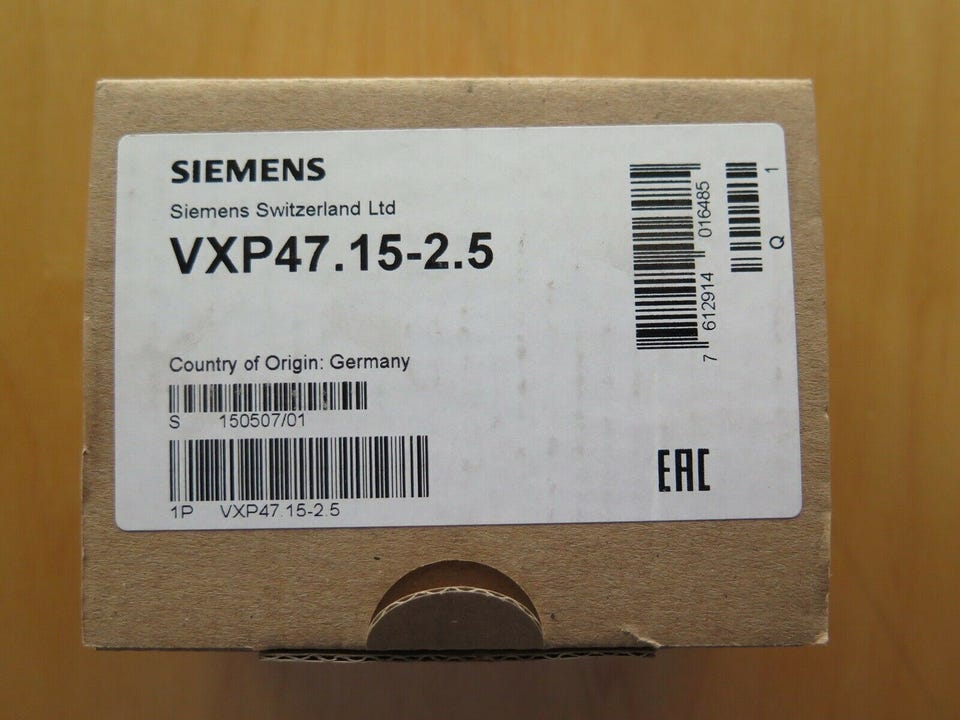 SIEMENS
Siemens Switzerland Ltd
VXP47.15-2.5
Country of Origin: Germany
S 150507/01
1P VXP47.15-2.5
7 612914 016485
Q 1
EAC